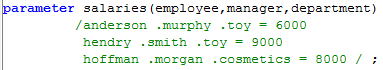 parameter salaries(employee,manager,department)
/anderson .murphy .toy = 6000
hendry .smith .toy = 9000
hoffman .morgan .cosmetics = 8000 / ;